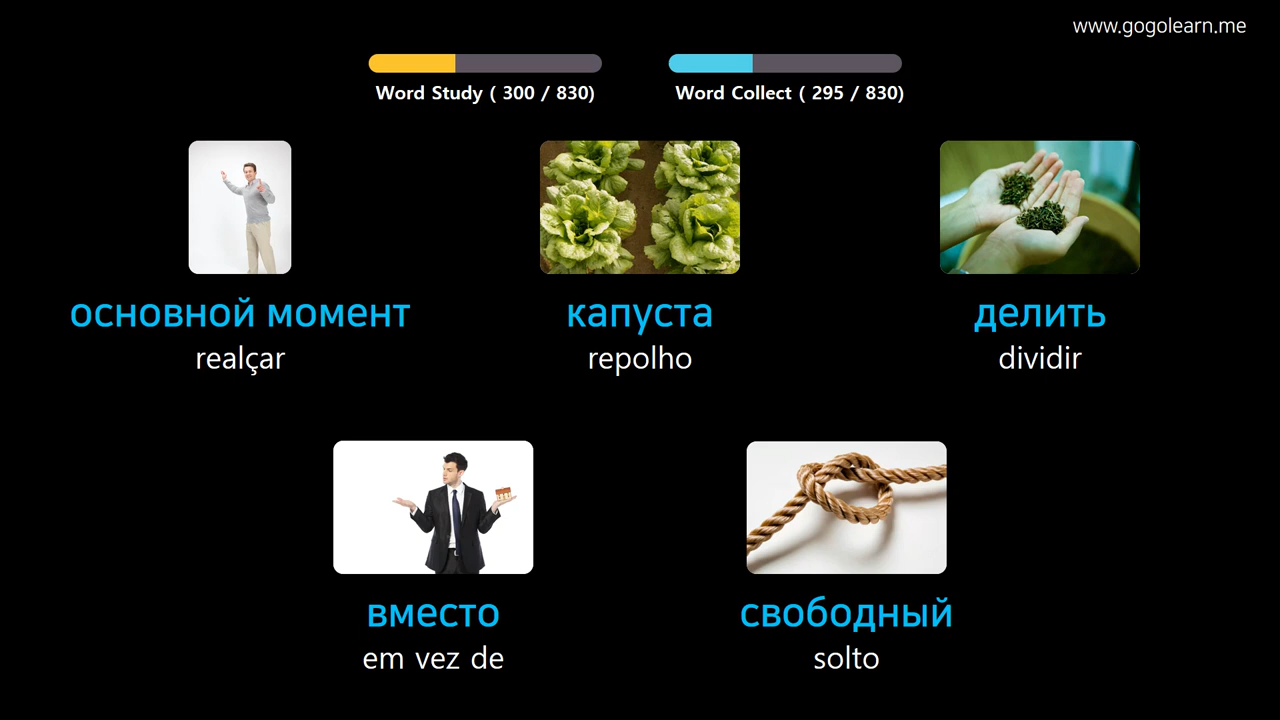 www.gogolearn.me
Word Study ( 300 / 830)
Word Collect ( 295 / 830)
основной момент
realçar
капуста
repolho
делить
dividir
вместо
em vez de
свободный
solto